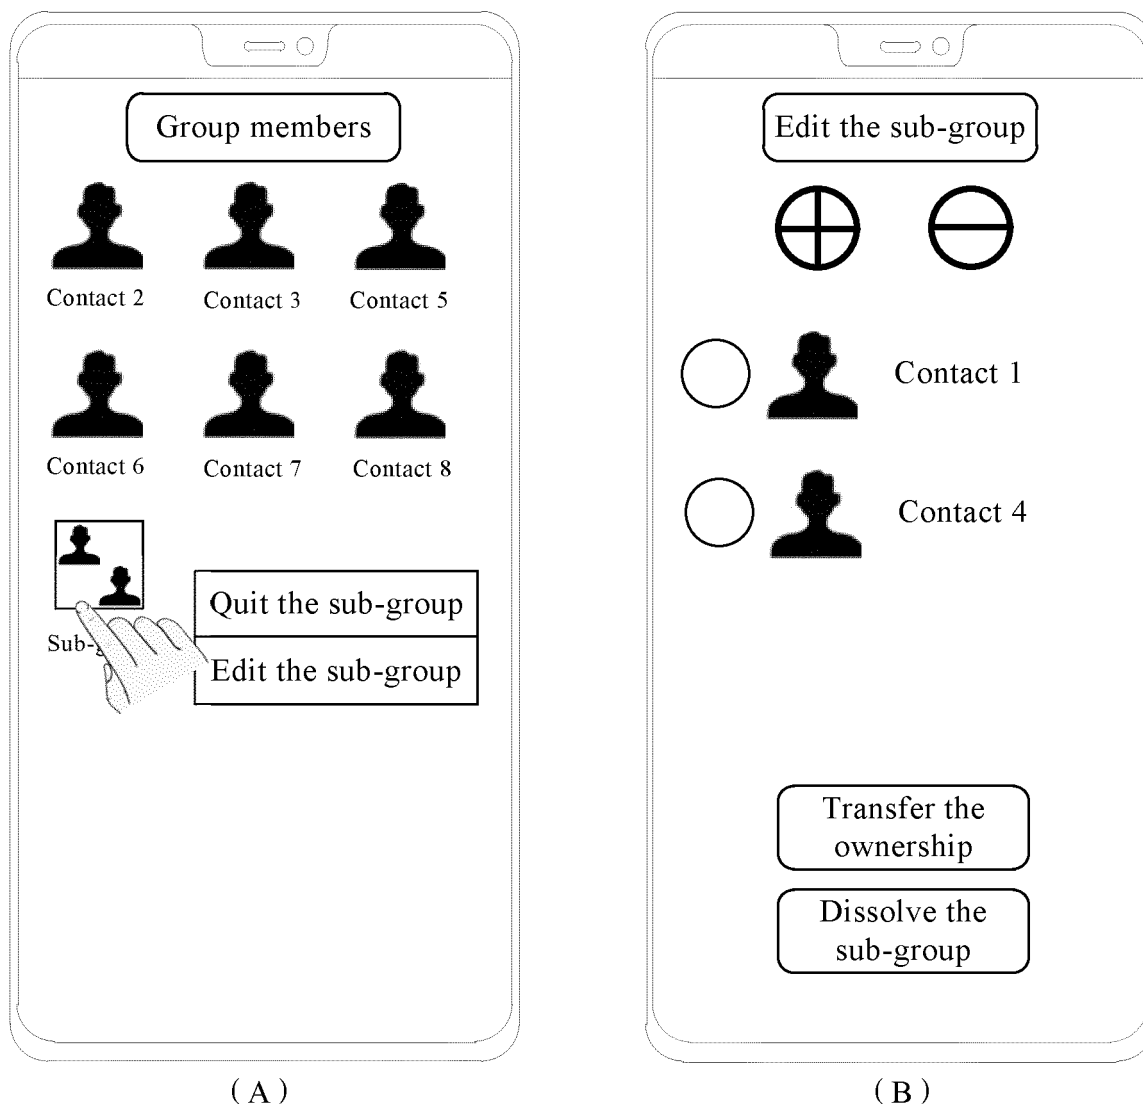 Group members
Contact 2 Contact 3 Contact 5
Contact 6 Contact 7 Contact 8
Quit the sub-group
Edit the sub-group
( A )
Edit the sub-group
Contact 1
Contact 4
Transfer the
ownership
Dissolve the
sub-group
( B )